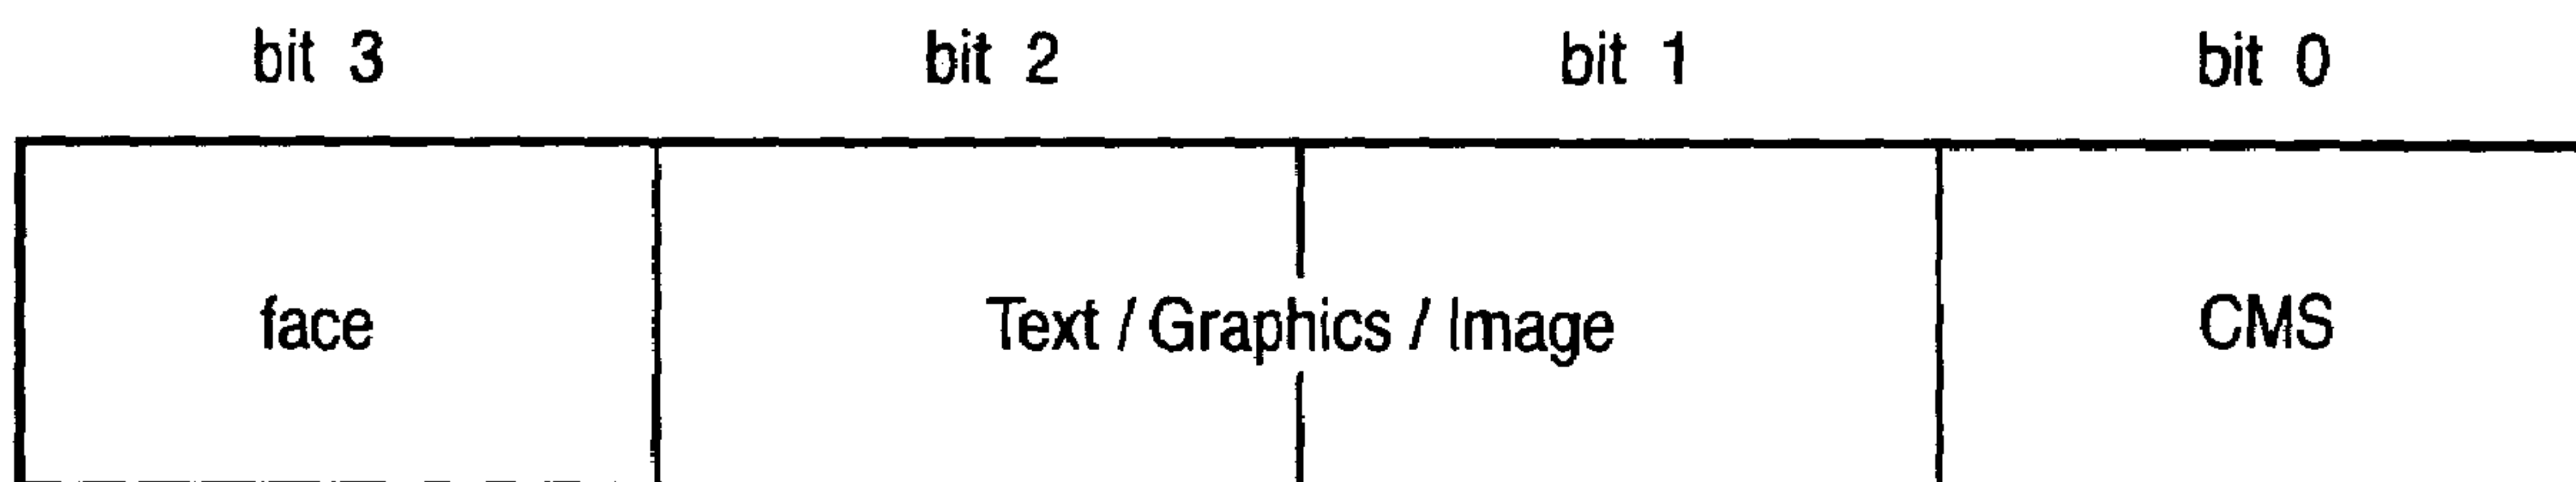 bit 3 bit 2 bit 1 bit 0
face Text / Graphics / Image CMS